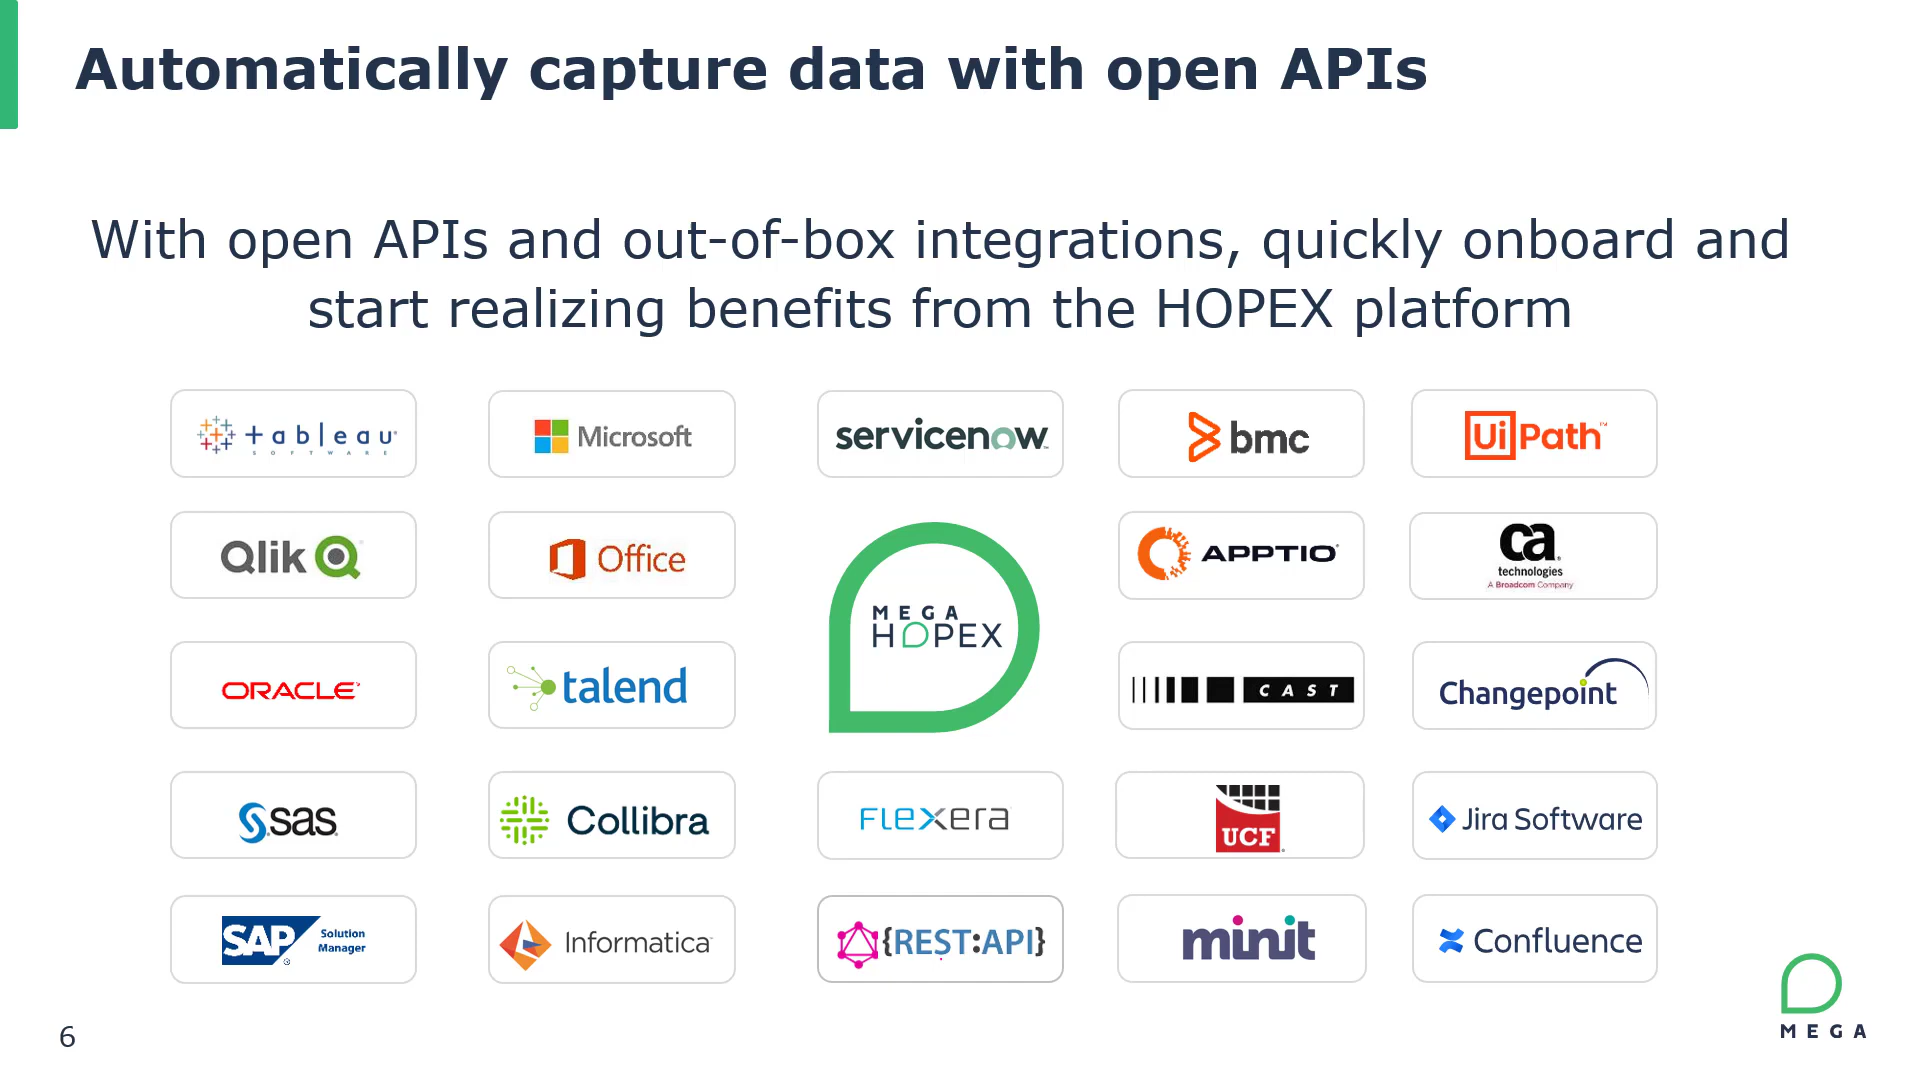 Automatically capture data with open APIs
With open APIs and out-of-box integrations, quickly onboard and
start realizing benefits from the HOPEX platform
tableau
SOFTWARE
Microsoft
servicenow
bmc
UiPath™
Qlik
Office
MEGA
HOPEX
APPTIO
ca
technologies
A Broadcom Company
ORACLE
talend
CAST
Changepoint
sas
Collibra
FLEXERA
UCF
Jira Software
SAP Solution
Manager
Informatica
{REST:API}
minit
Confluence
MEGA
6